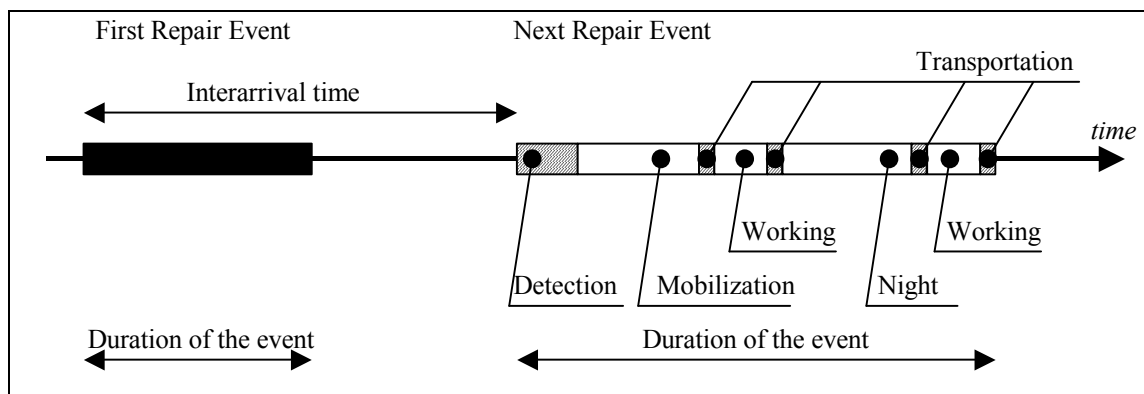 First Repair Event
Next Repair Event
Transportation
Interarrival time
time
Working
Working
Detection
Mobilization
Night
Duration of the event
Duration of the event